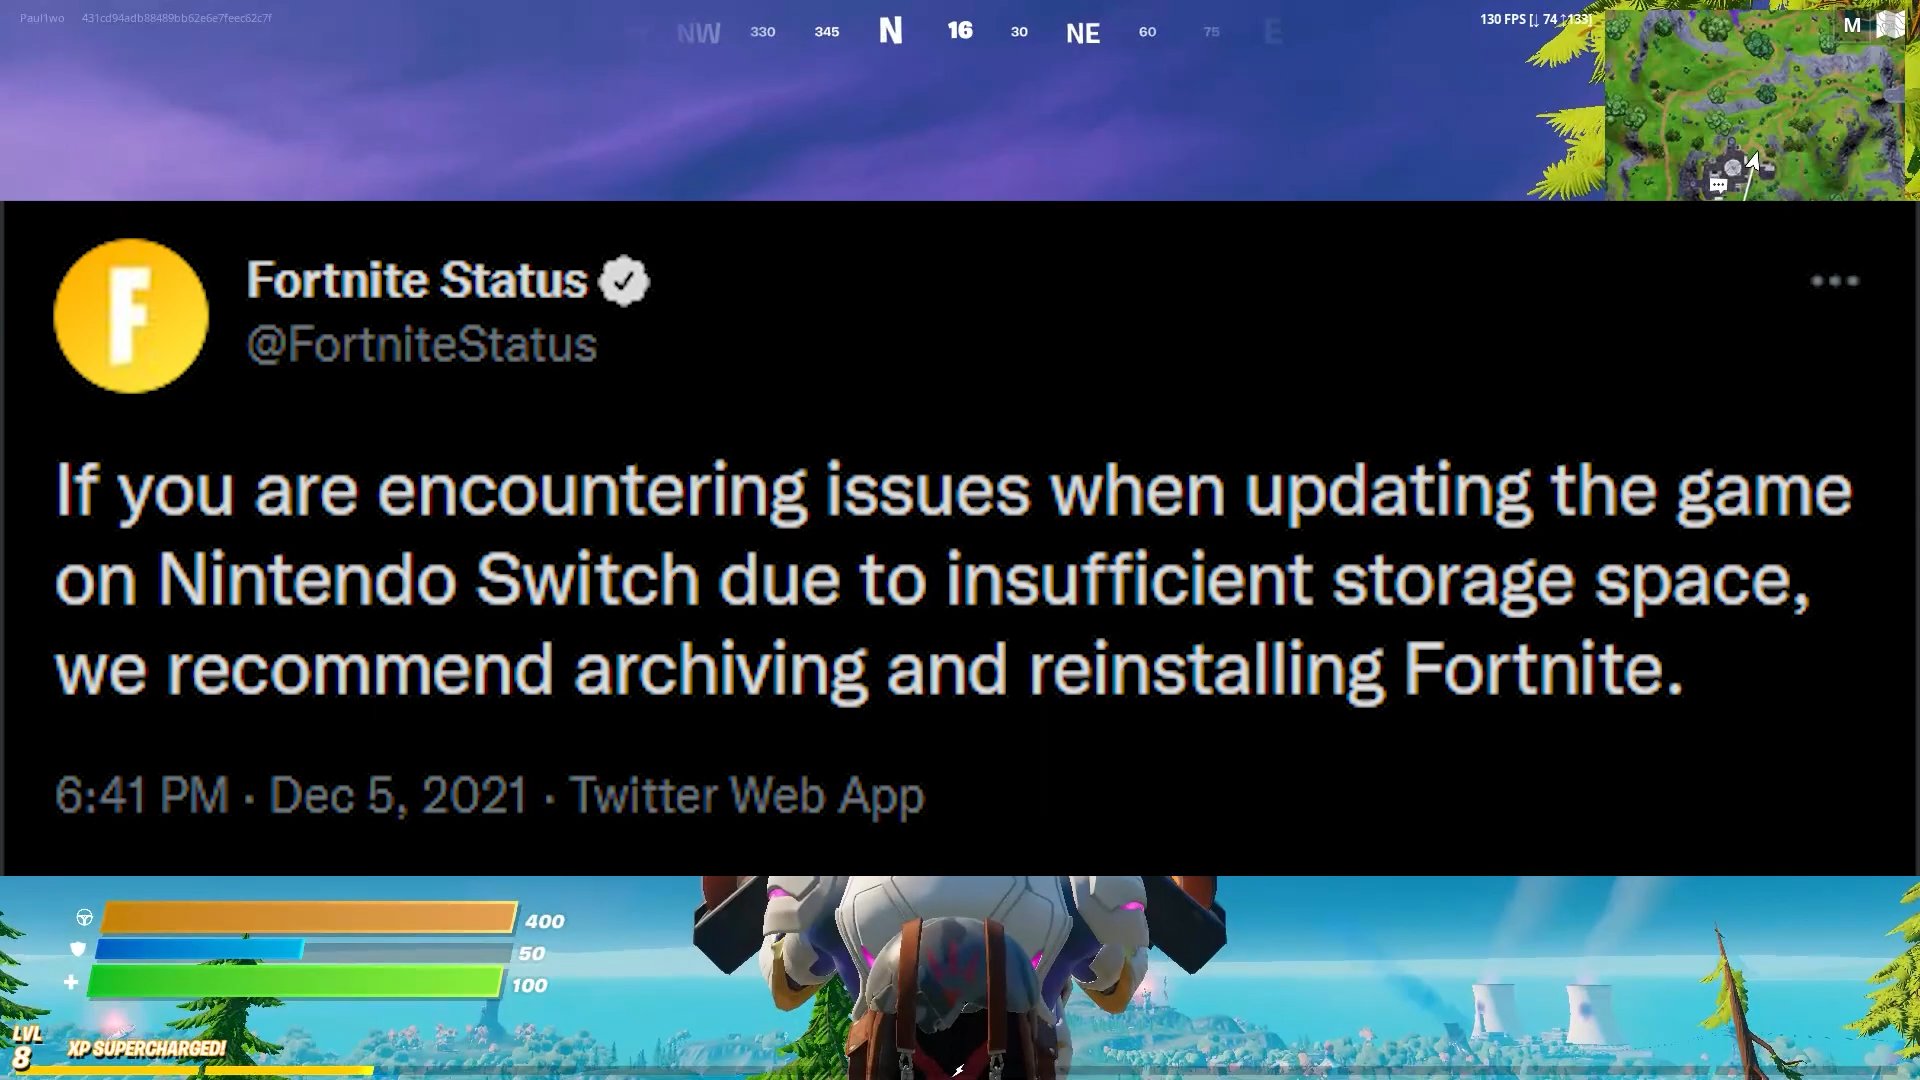 Paul1wo 431cd94adb88489bb62e6e7feec62c7f
NW 330 345 N 16 30 NE 60 75 E
130 FPS [↓ 74 ↑133]
M
Fortnite Status
@FortniteStatus
If you are encountering issues when updating the game
on Nintendo Switch due to insufficient storage space,
we recommend archiving and reinstalling Fortnite.
6:41 PM · Dec 5, 2021 · Twitter Web App
400
50
100
LVL
8
XP SUPERCHARGED!